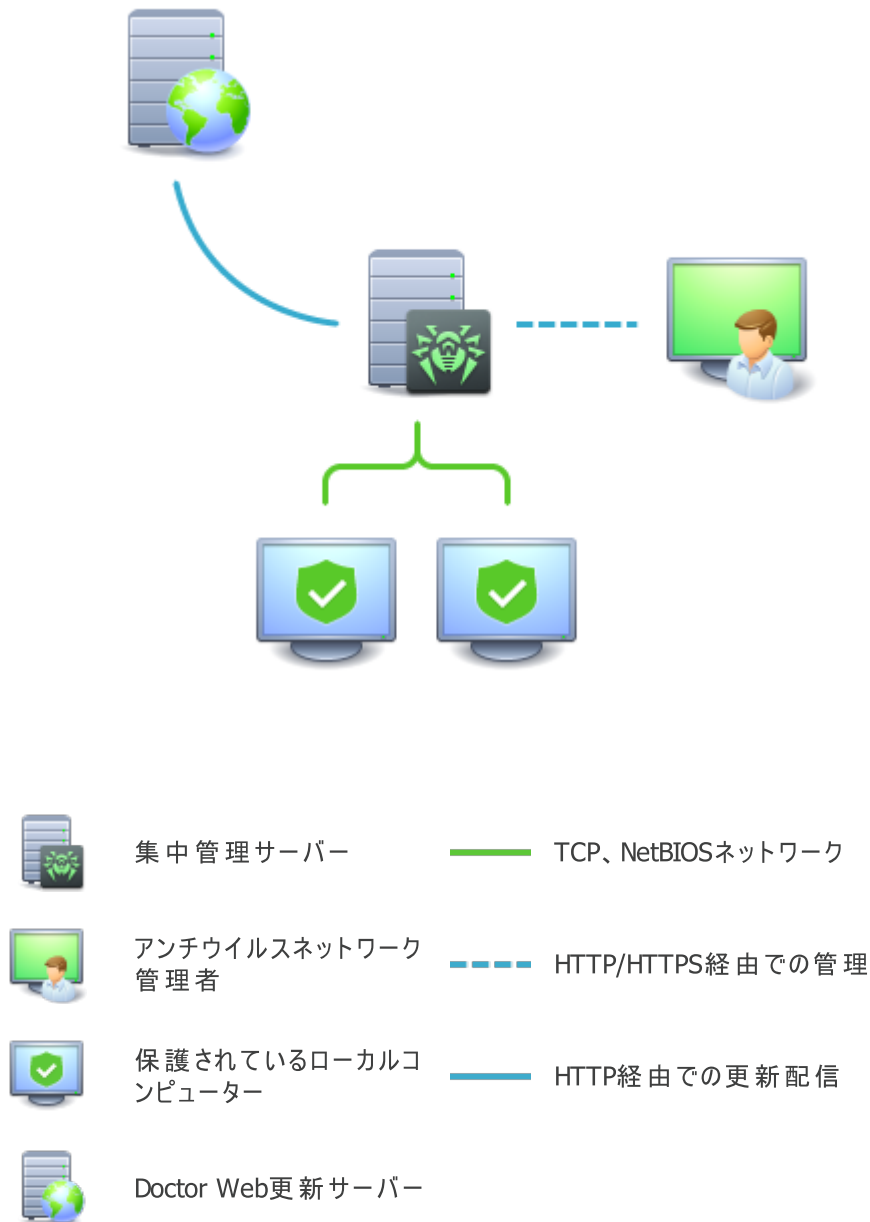 集中管理サーバー
TCP、NetBIOSネットワーク
アンチウイルスネットワーク
管理者
HTTP/HTTPS経由での管理
保護されているローカルコ
ンピューター
HTTP経由での更新配信
Doctor Web更新サーバー